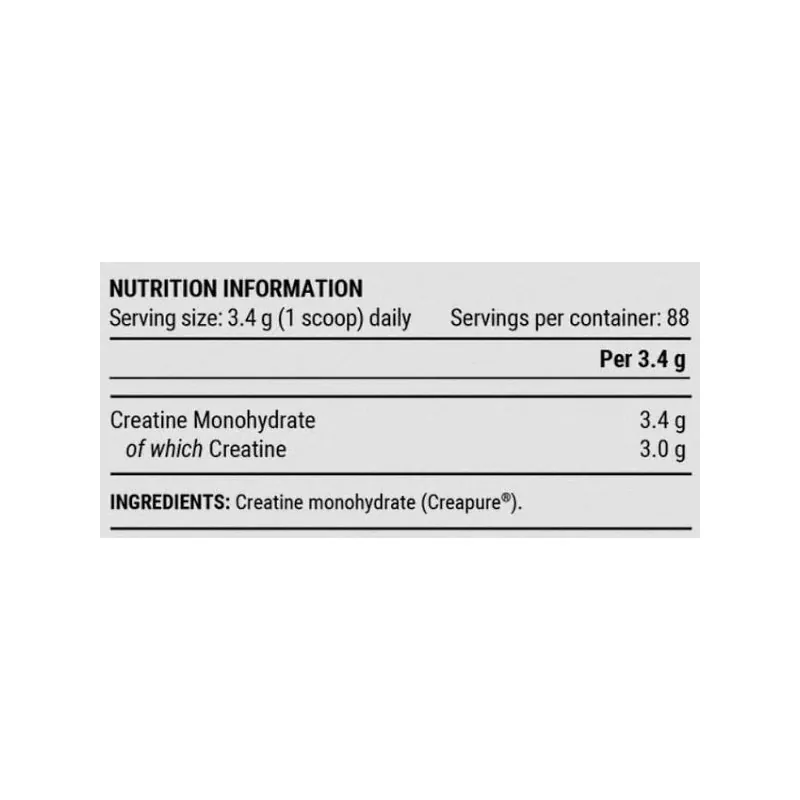 NUTRITION INFORMATION
Serving size: 3.4 g (1 scoop) daily Servings per container: 88
Per 3.4 g
Creatine Monohydrate 3.4 g
of which Creatine 3.0 g
INGREDIENTS: Creatine monohydrate (Creapure®).